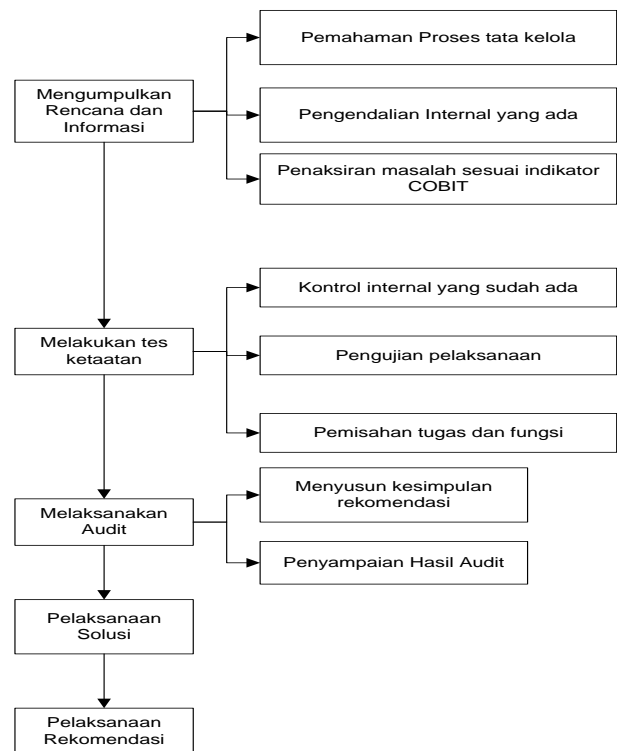 Pemahaman Proses tata kelola
Mengumpulkan
Rencana dan
Informasi
Pengendalian Internal yang ada
Penaksiran masalah sesuai indikator
COBIT
Kontrol internal yang sudah ada
Melakukan tes
ketaatan
Pengujian pelaksanaan
Pemisahan tugas dan fungsi
Menyusun kesimpulan
rekomendasi
Melaksanakan
Audit
Penyampaian Hasil Audit
Pelaksanaan
Solusi
Pelaksanaan
Rekomendasi